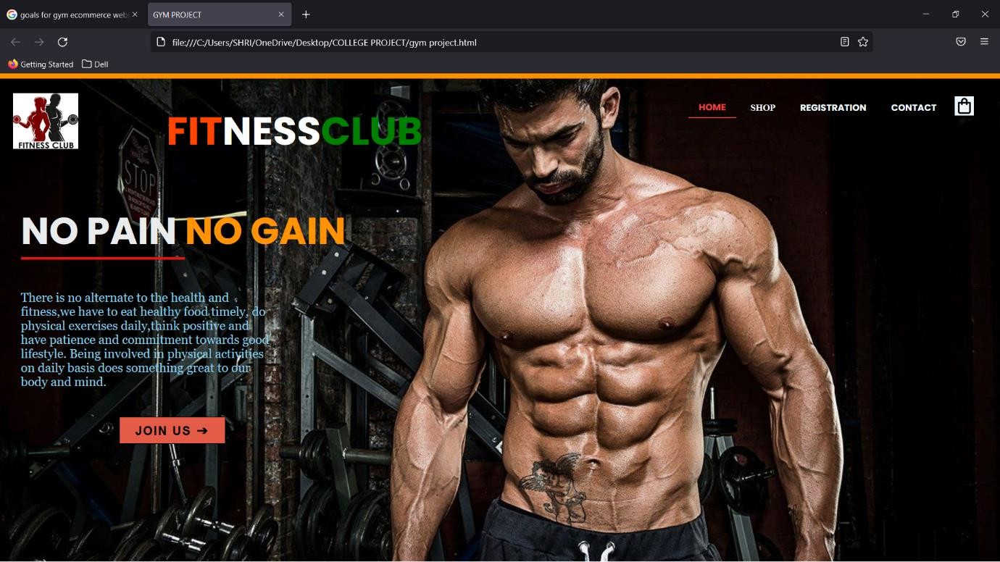 goals for gym ecommerce web
GYM PROJECT
file:///C:/Users/SHRI/OneDrive/Desktop/COLLEGE PROJECT/gym project.html
Getting Started
Dell
FITNESS CLUB
FITNESSCLUB
HOME
SHOP
REGISTRATION
CONTACT
STOP
NO PAIN NO GAIN
There is no alternate to the health and
fitness,we have to eat healthy food timely, do
physical exercises daily,think positive and
have patience and commitment towards good
lifestyle. Being involved in physical activities
on daily basis does something great to our
body and mind.
JOIN US ➔